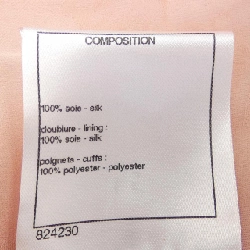 COMPOSITION
100% soie - silk
doublure - lining :
100% soie - silk
poignets - cuffs :
100% polyester - polyester
824230